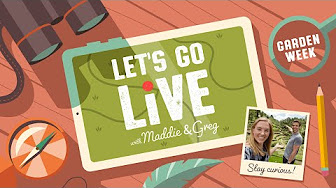 LET'S GO
LiVE
with Maddie & Greg
GARDEN
WEEK
Stay curious!